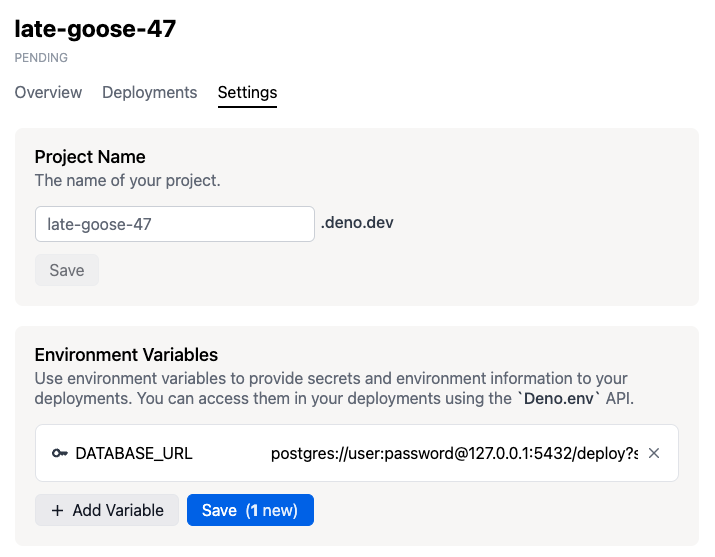 late-goose-47
PENDING
Overview Deployments Settings
Project Name
The name of your project.
late-goose-47 .deno.dev
Save
Environment Variables
Use environment variables to provide secrets and environment information to your
deployments. You can access them in your deployments using the `Deno.env` API.
DATABASE_URL postgres://user:password@127.0.0.1:5432/deploy?s
+ Add Variable Save (1 new)